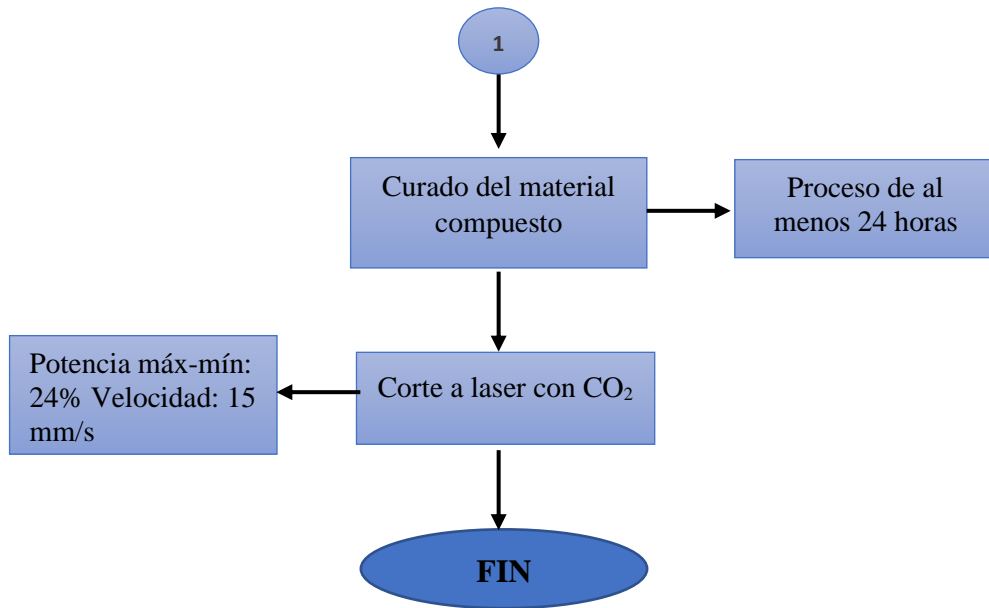 1
Curado del material
compuesto
Proceso de al
menos 24 horas
Potencia máx-mín:
24% Velocidad: 15
mm/s
Corte a laser con CO₂
FIN